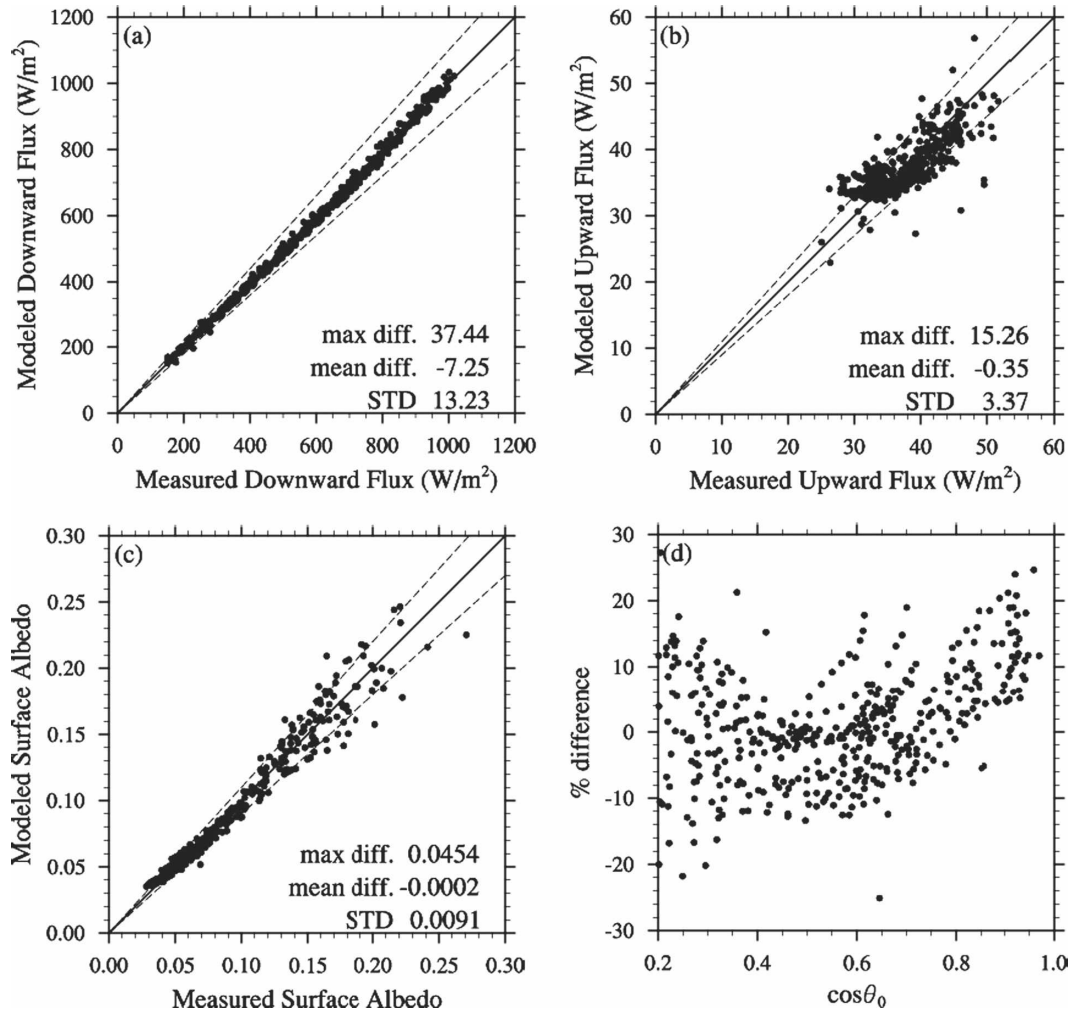 (a)
Modeled Downward Flux (W/m²)
1200
1000
800
600
400
200
0
max diff. 37.44
mean diff. -7.25
STD 13.23
0 200 400 600 800 1000 1200
Measured Downward Flux (W/m²)
(b)
Modeled Upward Flux (W/m²)
60
50
40
30
20
10
0
max diff. 15.26
mean diff. -0.35
STD 3.37
0 10 20 30 40 50 60
Measured Upward Flux (W/m²)
(c)
Modeled Surface Albedo
0.30
0.25
0.20
0.15
0.10
0.05
0.00
max diff. 0.0454
mean diff. -0.0002
STD 0.0091
0.00 0.05 0.10 0.15 0.20 0.25 0.30
Measured Surface Albedo
(d)
% difference
30
20
10
0
-10
-20
-30
0.2 0.4 0.6 0.8 1.0
cosθ₀